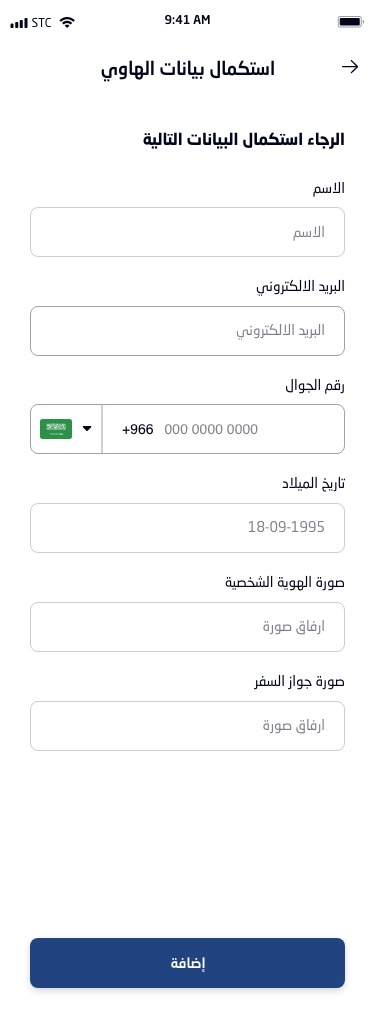 STC 9:41 AM
استكمال بيانات الهاوي
الرجاء استكمال البيانات التالية
الاسم
الاسم
البريد الالكتروني
البريد الالكتروني
رقم الجوال
+966 000 0000 0000
تاريخ الميلاد
18-09-1995
صورة الهوية الشخصية
ارفاق صورة
صورة جواز السفر
ارفاق صورة
إضافة